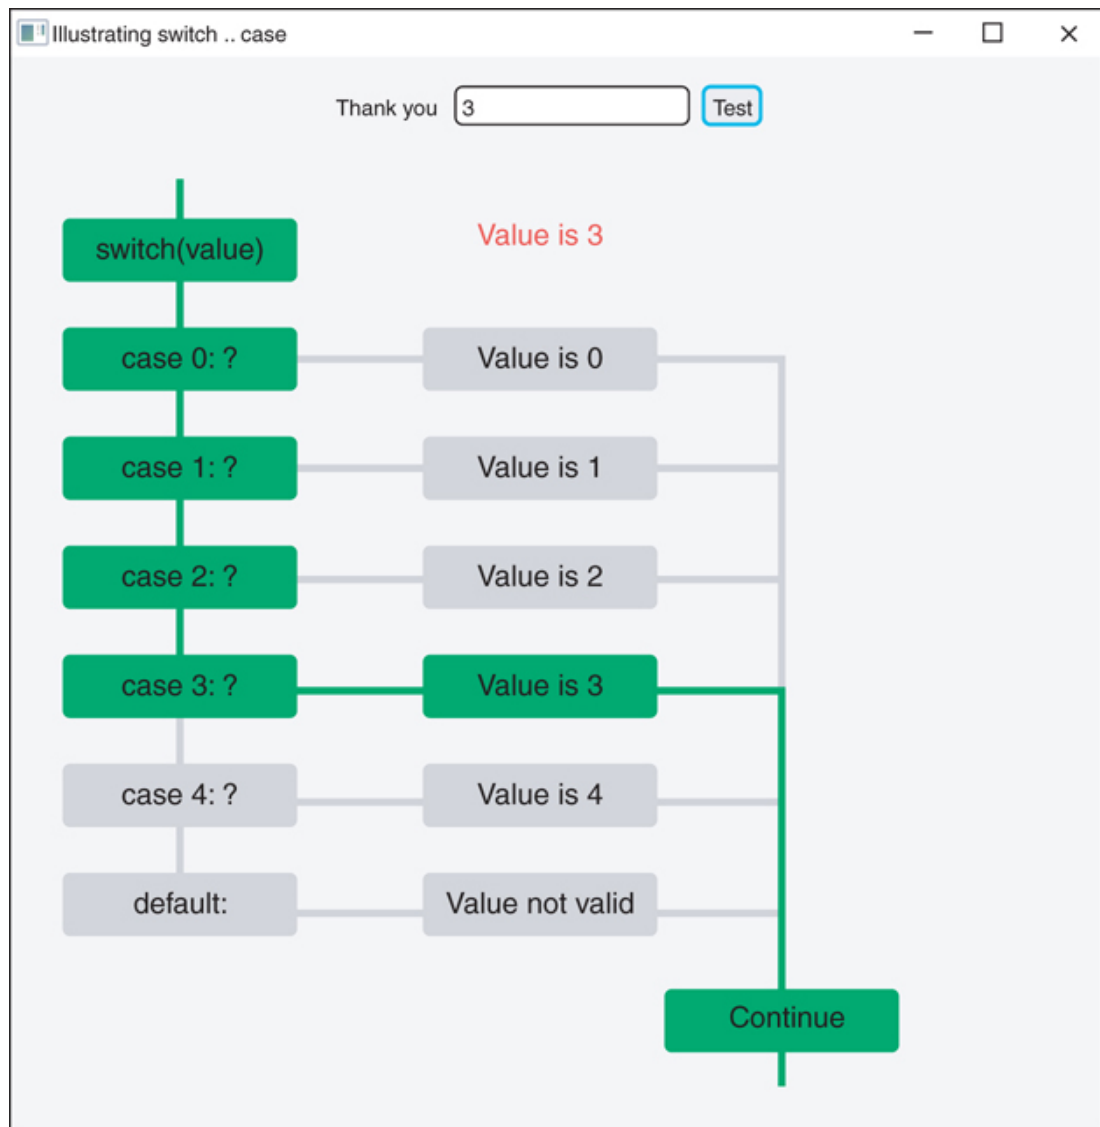 Illustrating switch .. case
Thank you 3 Test
switch(value)
Value is 3
case 0: ?
Value is 0
case 1: ?
Value is 1
case 2: ?
Value is 2
case 3: ?
Value is 3
case 4: ?
Value is 4
default:
Value not valid
Continue